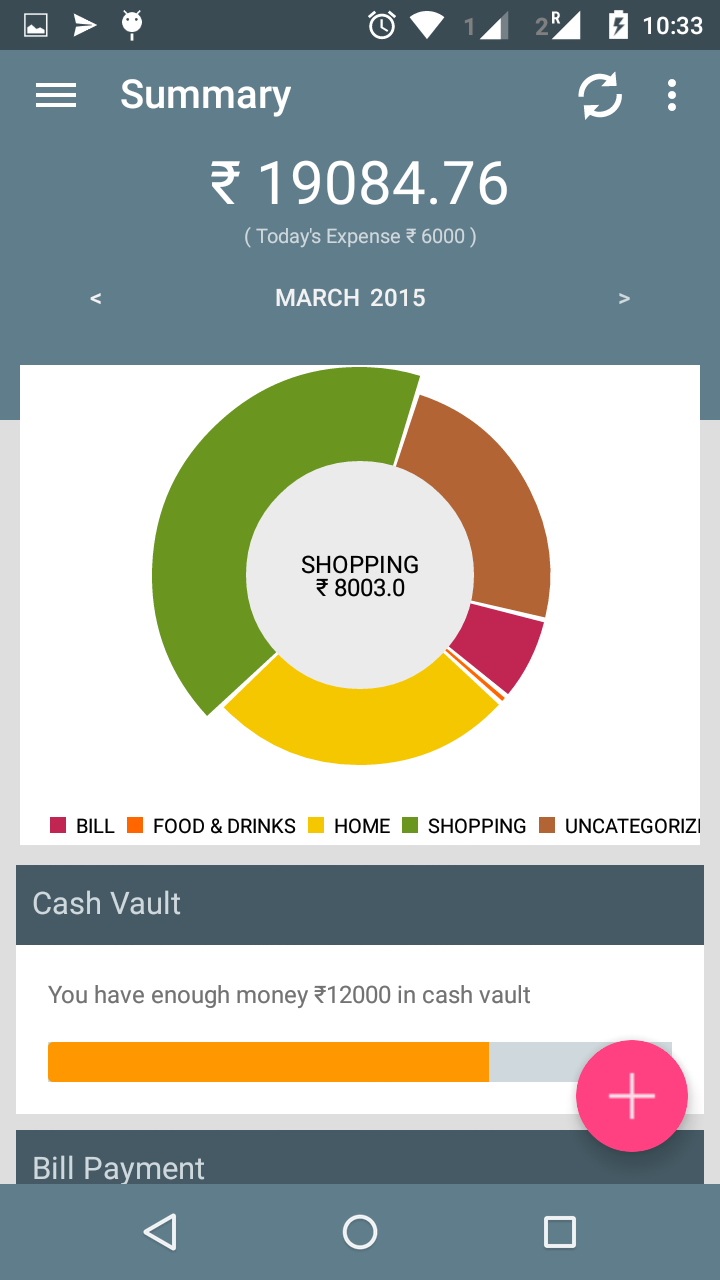 1 2 R 10:33
Summary
₹ 19084.76
( Today's Expense ₹ 6000 )
< MARCH 2015 >
SHOPPING
₹ 8003.0
BILL FOOD & DRINKS HOME SHOPPING UNCATEGORIZI
Cash Vault
You have enough money ₹12000 in cash vault
Bill Payment